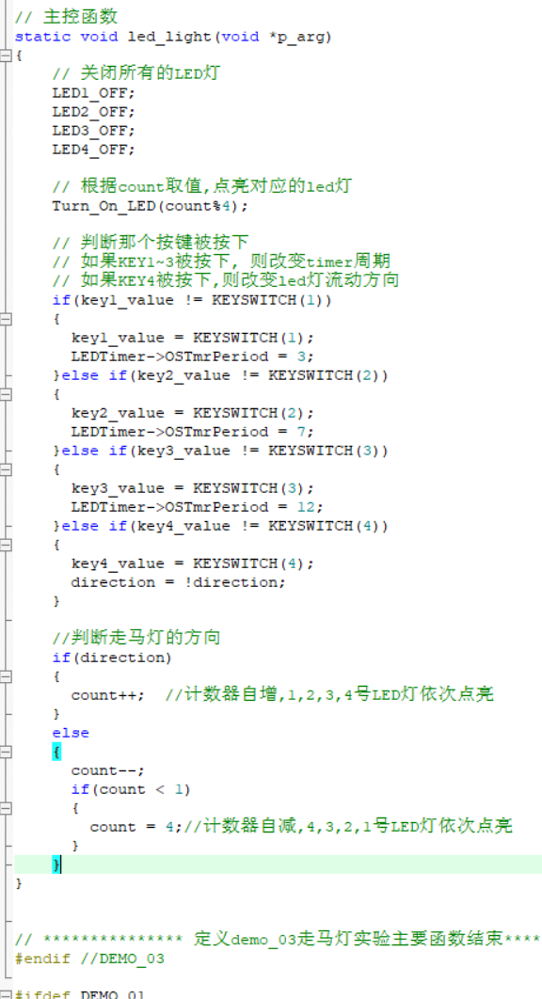 // 主控函数
static void led_light(void *p_arg)
{
    // 关闭所有的LED灯
    LED1_OFF;
    LED2_OFF;
    LED3_OFF;
    LED4_OFF;

    // 根据count取值,点亮对应的led灯
    Turn_On_LED(count%4);

    // 判断那个按键被按下
    // 如果KEY1~3被按下, 则改变timer周期
    // 如果KEY4被按下,则改变led灯流动方向
    if(key1_value != KEYSWITCH(1))
    {
      key1_value = KEYSWITCH(1);
      LEDTimer->OSTmrPeriod = 3;
    }else if(key2_value != KEYSWITCH(2))
    {
      key2_value = KEYSWITCH(2);
      LEDTimer->OSTmrPeriod = 7;
    }else if(key3_value != KEYSWITCH(3))
    {
      key3_value = KEYSWITCH(3);
      LEDTimer->OSTmrPeriod = 12;
    }else if(key4_value != KEYSWITCH(4))
    {
      key4_value = KEYSWITCH(4);
      direction = !direction;
    }

    //判断走马灯的方向
    if(direction)
    {
      count++;  //计数器自增,1,2,3,4号LED灯依次点亮
    }
    else
    {
      count--;
      if(count < 1)
      {
        count = 4;//计数器自减,4,3,2,1号LED灯依次点亮
      }
    }
}

// *************** 定义demo_03走马灯实验主要函数结束****
#endif //DEMO_03

#ifdef DEMO_01